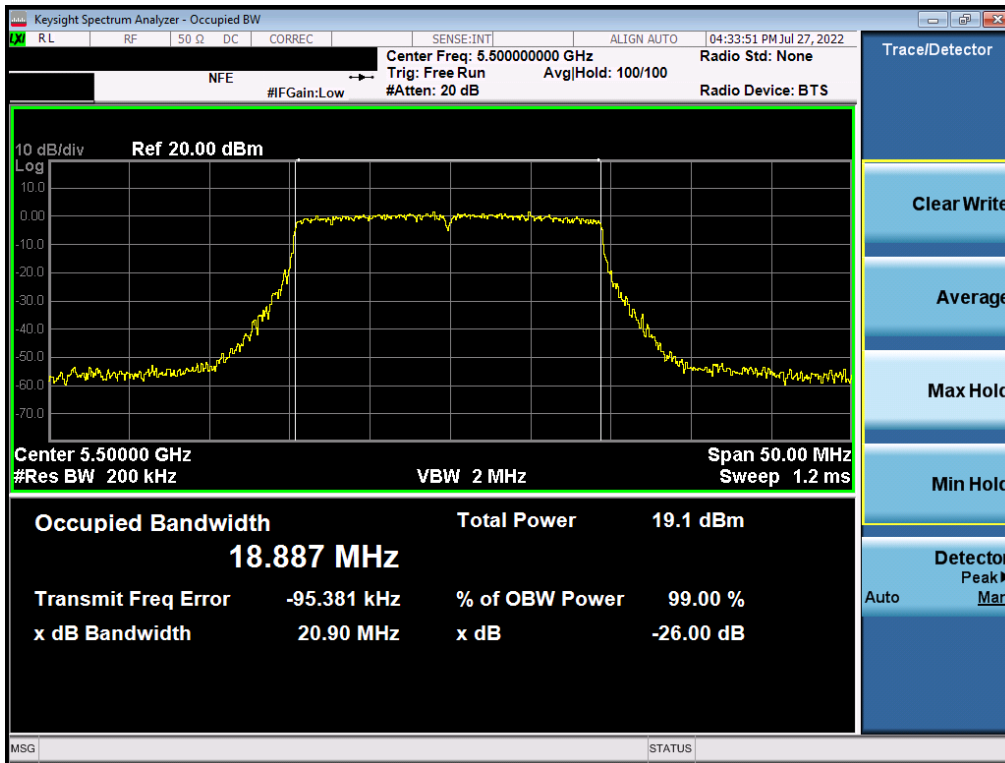 Keysight Spectrum Analyzer - Occupied BW
LXI RL RF 50 Ω DC CORREC SENSE:INT ALIGN AUTO 04:33:51 PM Jul 27, 2022
Center Freq: 5.500000000 GHz Radio Std: None
NFE Trig: Free Run Avg|Hold: 100/100
#IFGain:Low #Atten: 20 dB Radio Device: BTS
Trace/Detector
10 dB/div Ref 20.00 dBm
Log
10.0
0.00
-10.0
-20.0
-30.0
-40.0
-50.0
-60.0
-70.0
Center 5.50000 GHz Span 50.00 MHz
#Res BW 200 kHz VBW 2 MHz Sweep 1.2 ms
Occupied Bandwidth Total Power 19.1 dBm
18.887 MHz
Transmit Freq Error -95.381 kHz % of OBW Power 99.00 %
x dB Bandwidth 20.90 MHz x dB -26.00 dB
Clear Write
Average
Max Hold
Min Hold
Detector
Peak
Auto Man
MSG STATUS